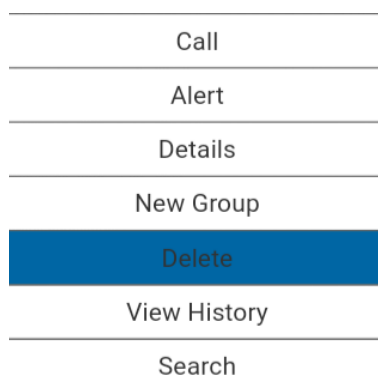 Call
Alert
Details
New Group
Delete
View History
Search